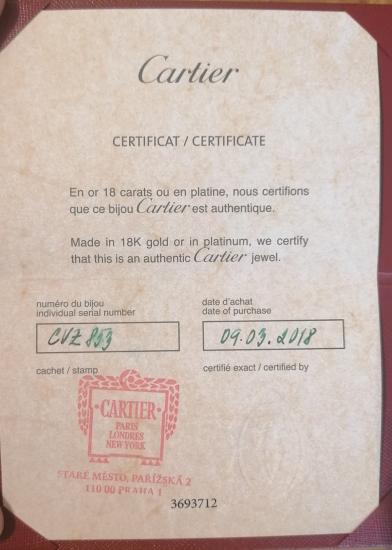 Cartier
CERTIFICAT / CERTIFICATE
En or 18 carats ou en platine, nous certifions
que ce bijou Cartier est authentique.
Made in 18K gold or in platinum, we certify
that this is an authentic Cartier jewel.
numéro du bijou
individual serial number
CVZ 853
date d'achat
date of purchase
09.03.2018
cachet / stamp
certifié exact / certified by
CARTIER
PARIS
LONDRES
NEW YORK
STARÉ MĚSTO, PAŘÍŽSKÁ 2
110 00 PRAHA 1
3693712